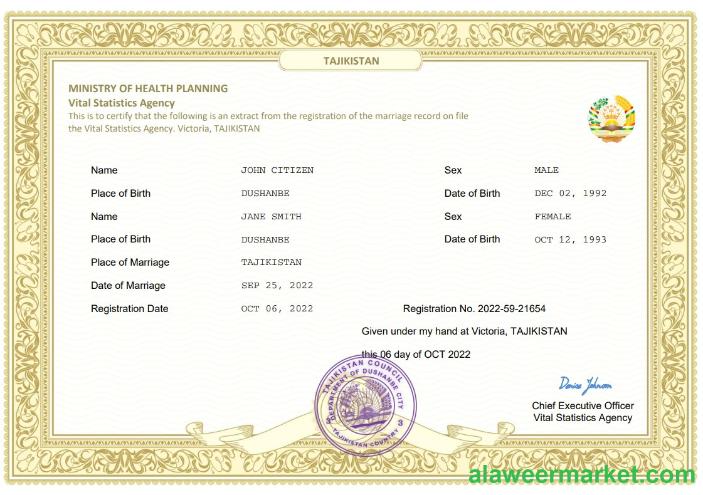 TAJIKISTAN
MINISTRY OF HEALTH PLANNING
Vital Statistics Agency
This is to certify that the following is an extract from the registration of the marriage record on file
the Vital Statistics Agency. Victoria, TAJIKISTAN
Name JOHN CITIZEN Sex MALE
Place of Birth DUSHANBE Date of Birth DEC 02, 1992
Name JANE SMITH Sex FEMALE
Place of Birth DUSHANBE Date of Birth OCT 12, 1993
Place of Marriage TAJIKISTAN
Date of Marriage SEP 25, 2022
Registration Date OCT 06, 2022 Registration No. 2022-59-21654
Given under my hand at Victoria, TAJIKISTAN
this 06 day of OCT 2022
TAJIKISTAN COUNCIL
DEPARTMENT OF DUSHANBE CITY
TAJIKISTAN COUNTRY
3
Denise Johnson
Chief Executive Officer
Vital Statistics Agency
alaweermarket.com